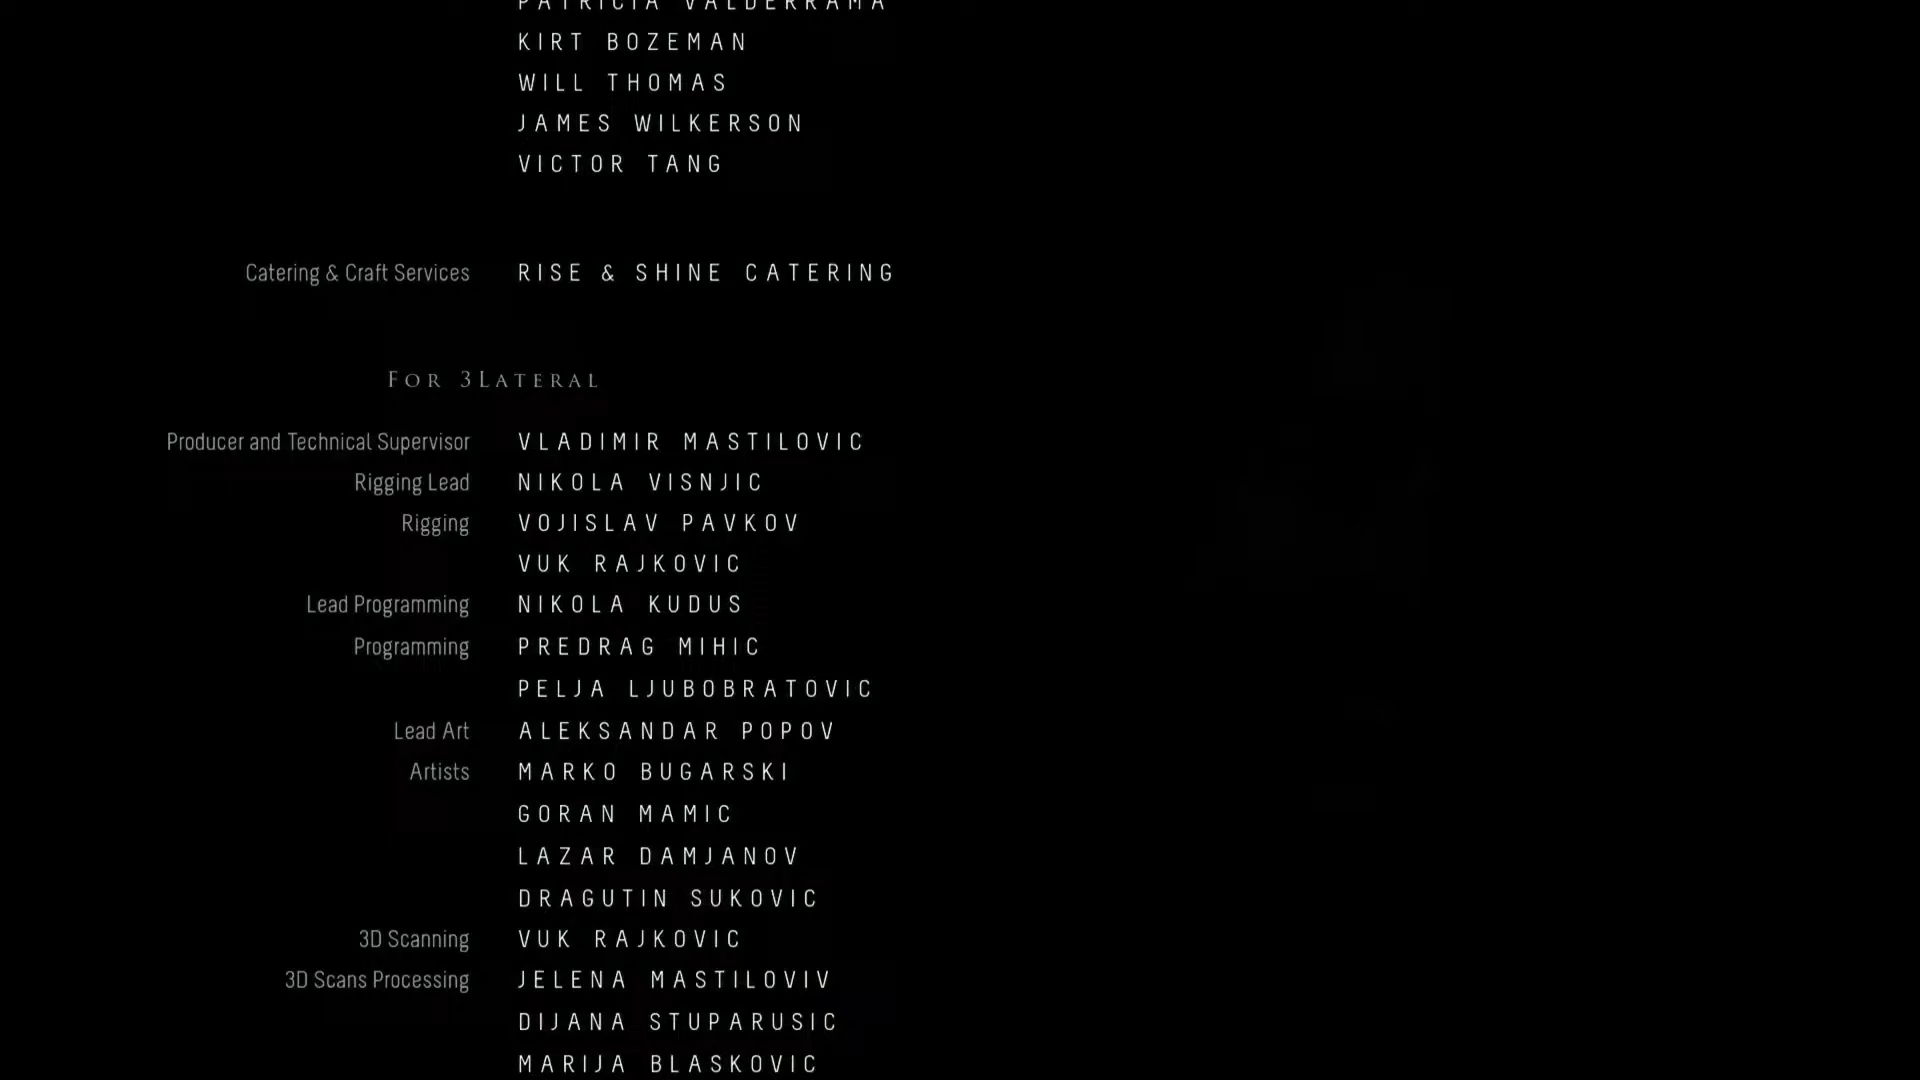 PATRICIA VALDERRAMA
KIRT BOZEMAN
WILL THOMAS
JAMES WILKERSON
VICTOR TANG
Catering & Craft Services RISE & SHINE CATERING
FOR 3LATERAL
Producer and Technical Supervisor VLADIMIR MASTILOVIC
Rigging Lead NIKOLA VISNJIC
Rigging VOJISLAV PAVKOV
VUK RAJKOVIC
Lead Programming NIKOLA KUDUS
Programming PREDRAG MIHIC
PELJA LJUBOBRATOVIC
Lead Art ALEKSANDAR POPOV
Artists MARKO BUGARSKI
GORAN MAMIC
LAZAR DAMJANOV
DRAGUTIN SUKOVIC
3D Scanning VUK RAJKOVIC
3D Scans Processing JELENA MASTILOVIV
DIJANA STUPARUSIC
MARIJA BLASKOVIC